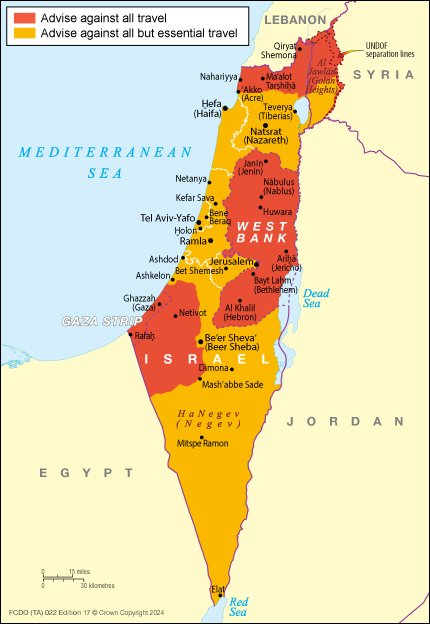 Advise against all travel
Advise against all but essential travel
LEBANON
Qiryat
Shemona
UNDOF
separation lines
Al
Jawlan
(Golan
Heights)
SYRIA
Nahariyya
Ma'alot
Tarshiha
'Akko
(Acre)
Hefa
(Haifa)
Teverya
(Tiberias)
Natsrat
(Nazareth)
MEDITERRANEAN
SEA
Janin
(Jenin)
Netanya
Nābulus
(Nablus)
Kefar Sava
Huwara
Tel Aviv-Yafo
Bene
Beraq
WEST
BANK
Holon
Ramla
Ashdod
Jerusalem
Ariha
(Jericho)
Bet Shemesh
Ashkelon
Bayt Lahm
(Bethlehem)
Dead
Sea
Ghazzah
(Gaza)
Al Khalil
(Hebron)
GAZA STRIP
Netivot
Rafah
Be'er Sheva'
(Beer Sheba)
ISRAEL
Dimona
Mash'abbe Sade
HaNegev
(Negev)
JORDAN
Mitspe Ramon
EGYPT
0 15 miles
0 30 kilometres
Elat
Red
Sea
FCDO (TA) 022 Edition 17 © Crown Copyright 2024